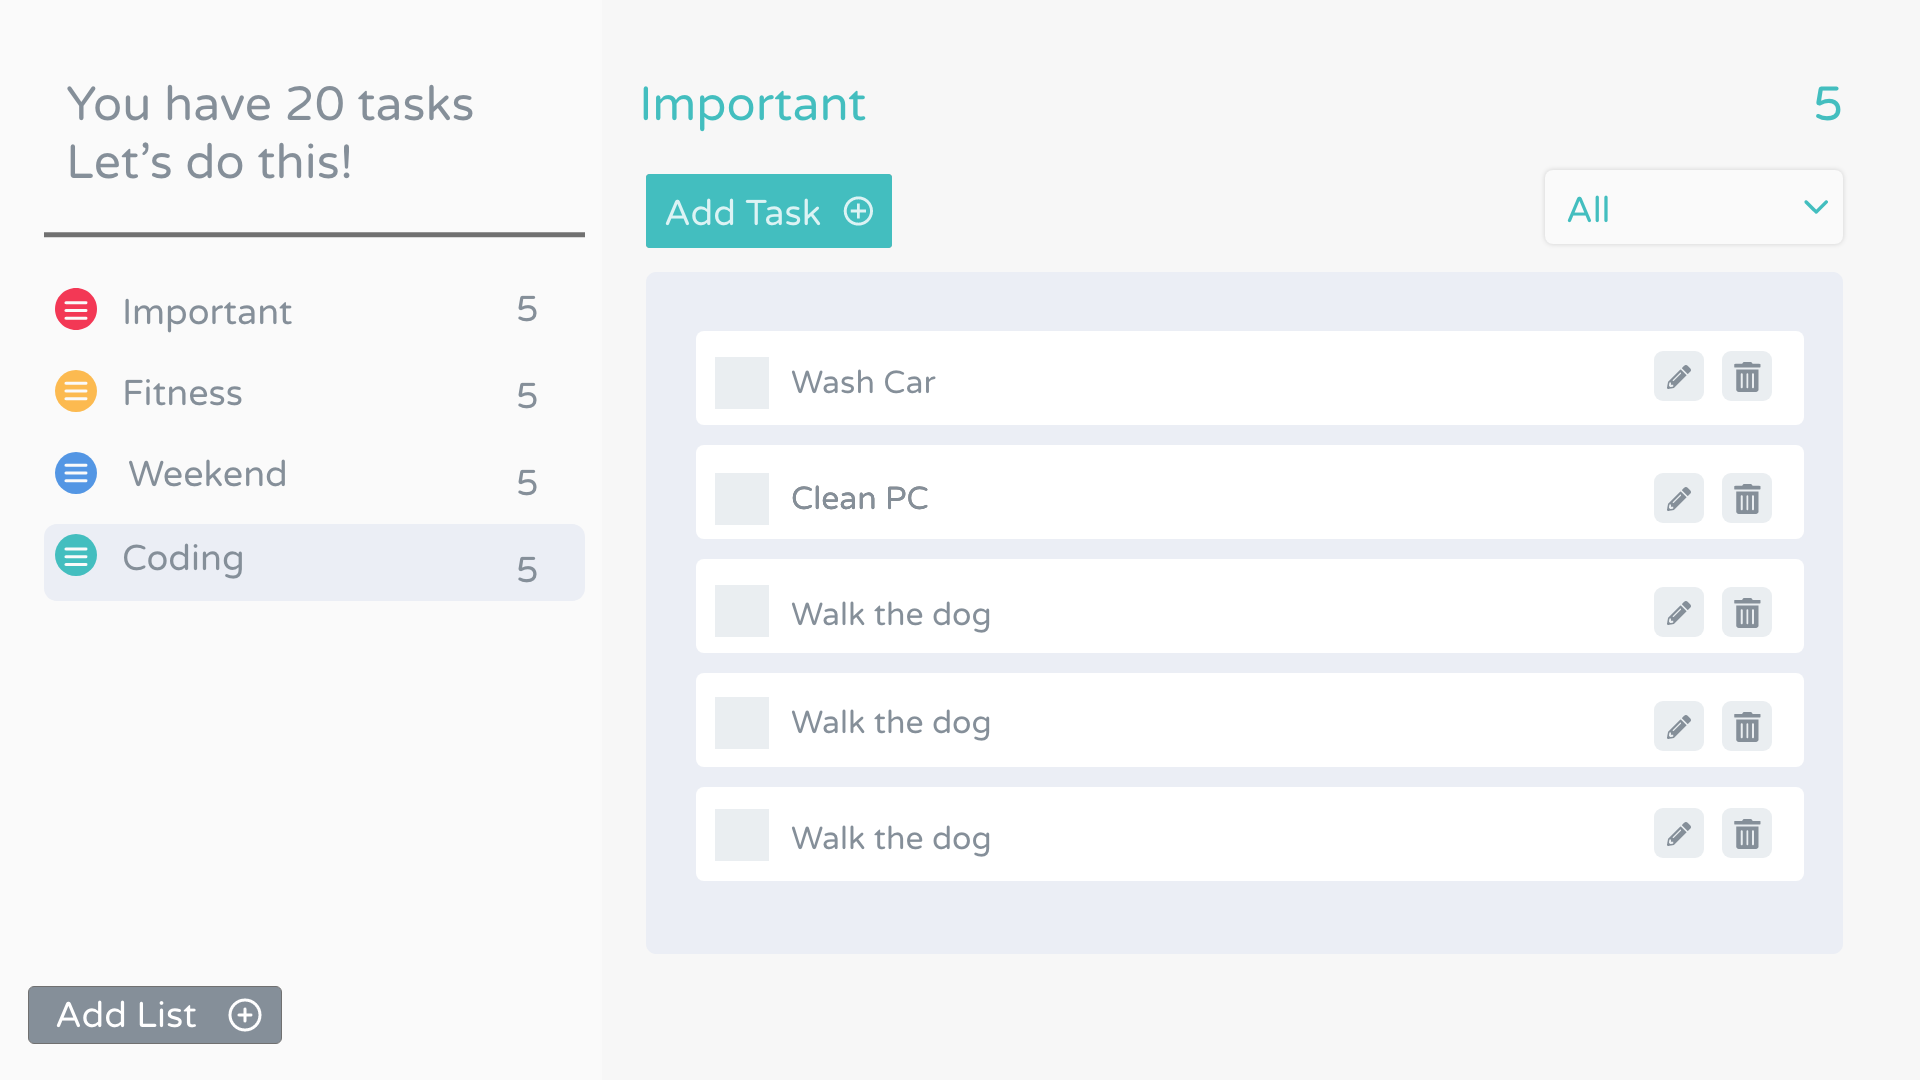 You have 20 tasks
Let’s do this!
Important 5
Fitness 5
Weekend 5
Coding 5
Add List
Important 5
Add Task
All
Wash Car
Clean PC
Walk the dog
Walk the dog
Walk the dog